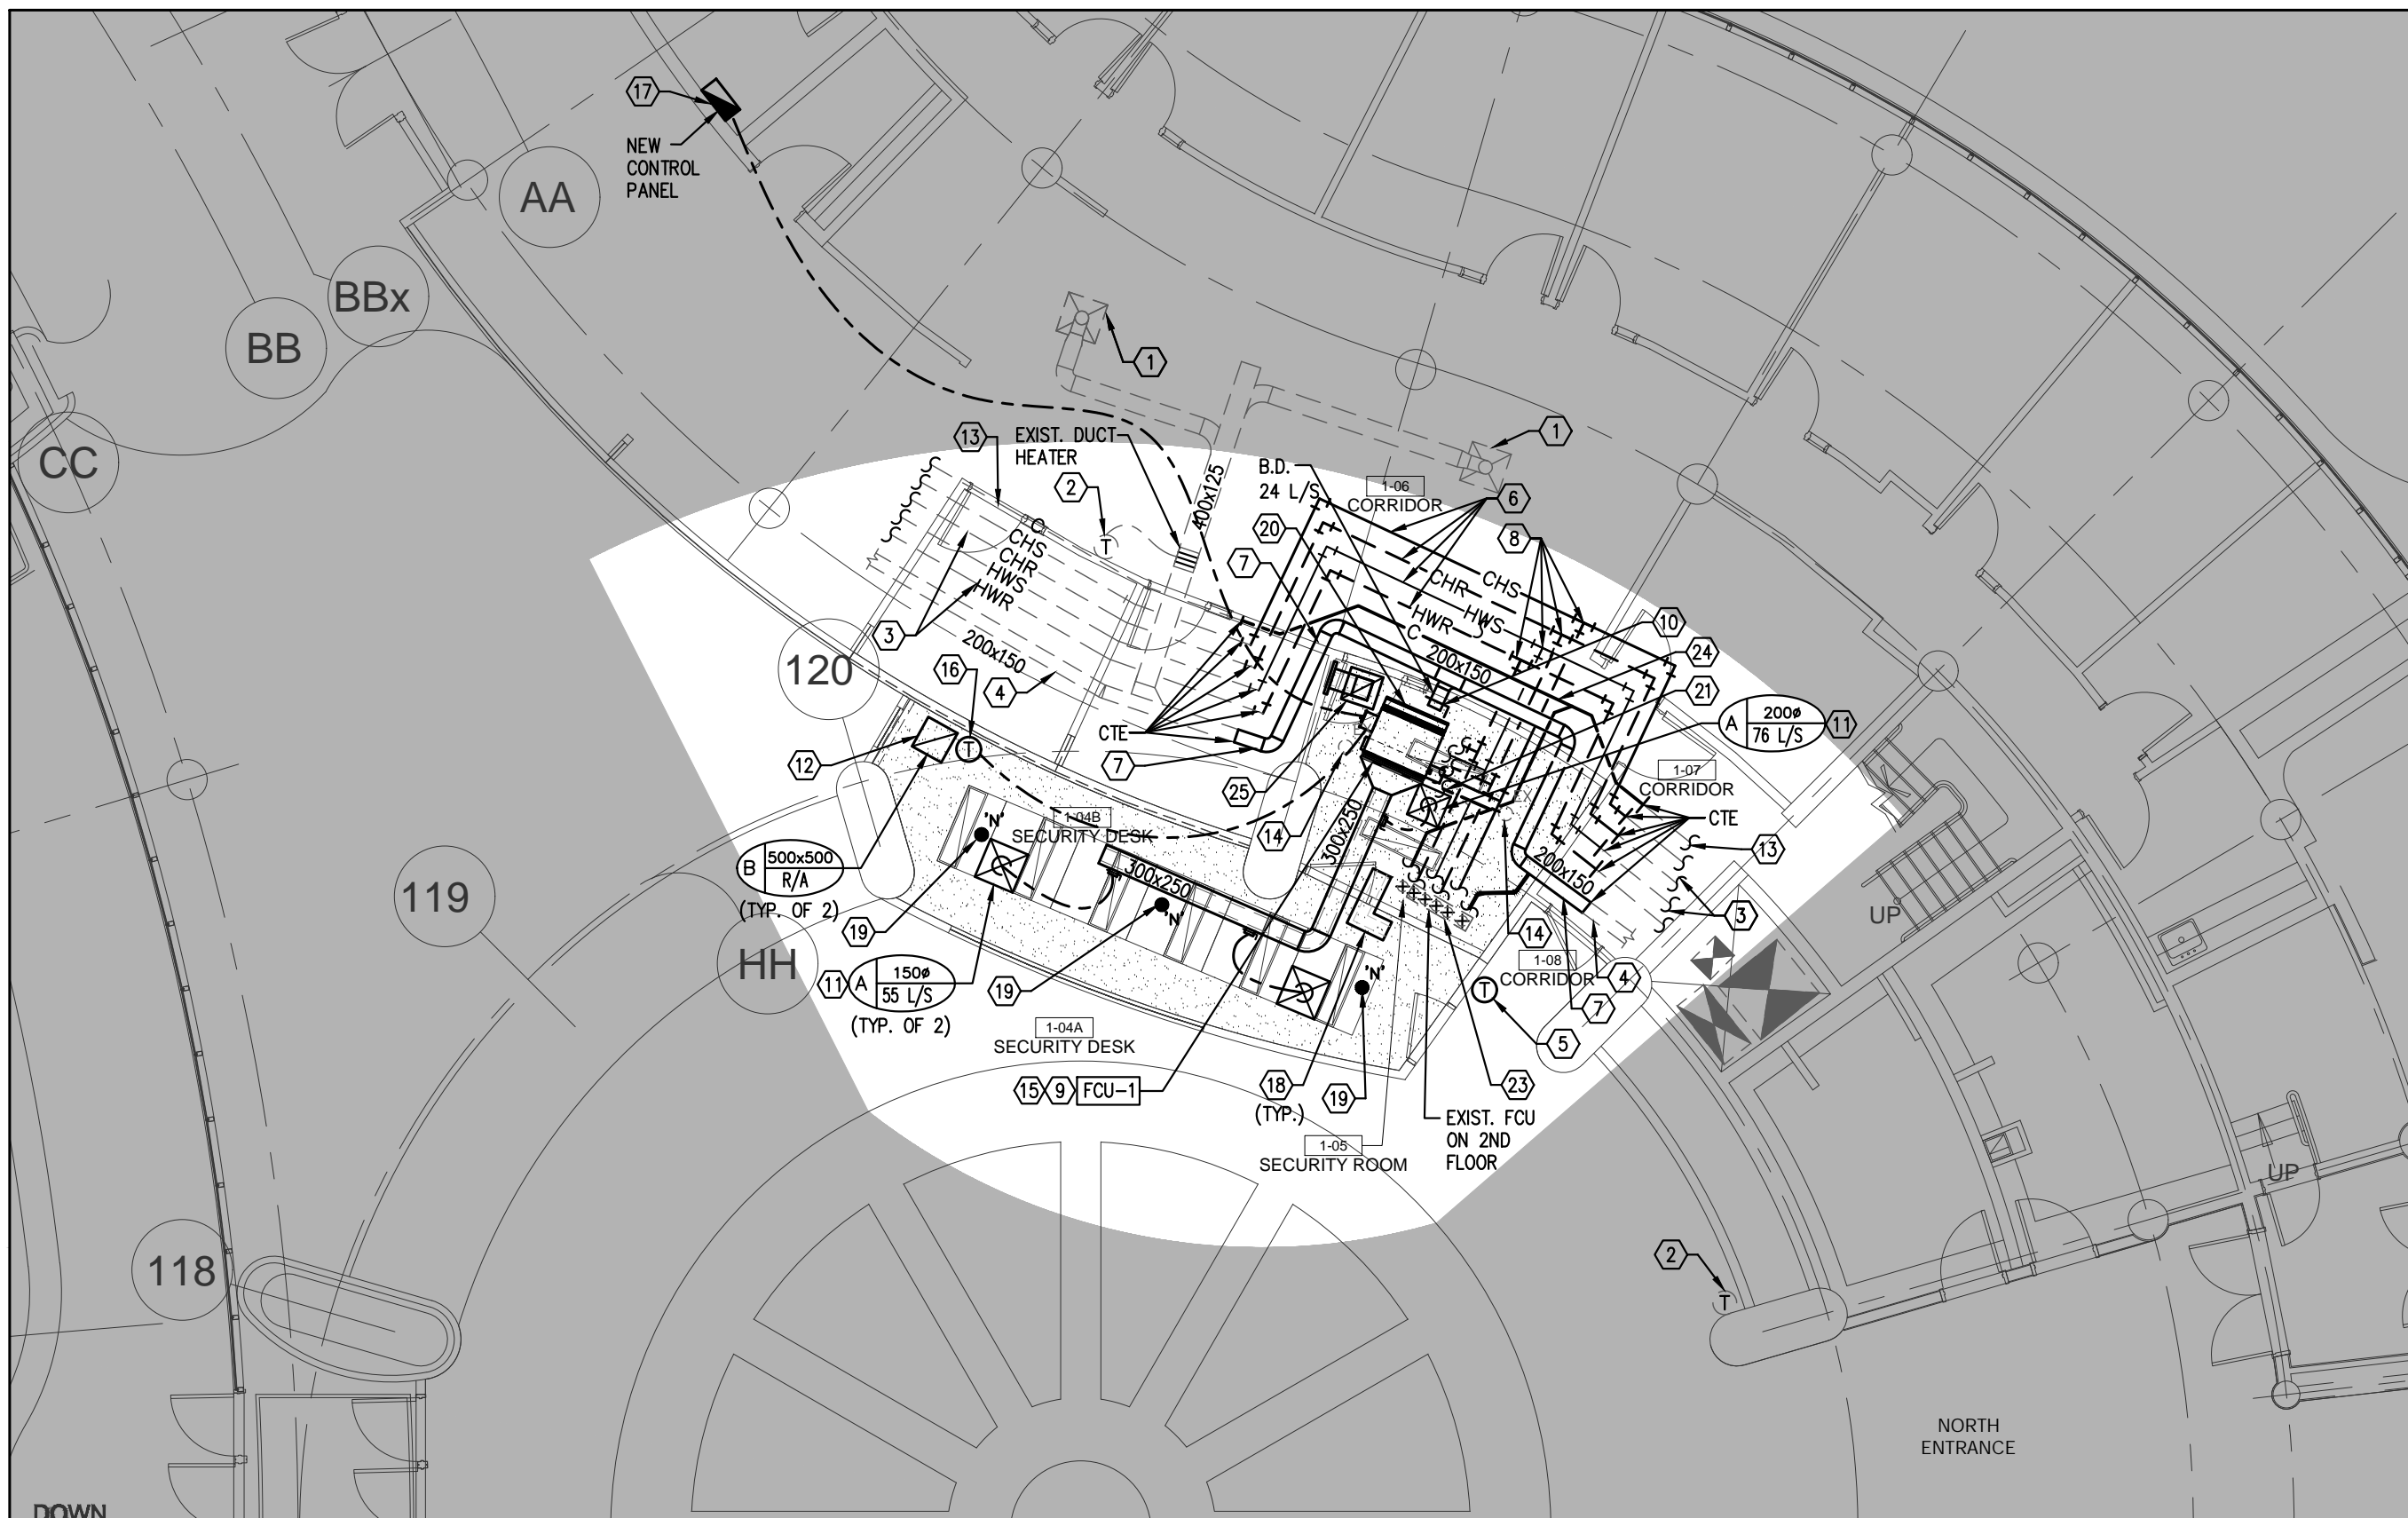 17
NEW
CONTROL
PANEL
AA
BBx
BB
CC
1
1
13
EXIST. DUCT
HEATER
2
400x125
B.D.
24 L/S
1-06
CORRIDOR
6
20
8
7
C
CHS
CHR
HWS
HWR
CHS
CHR
HWS
HWR
C
3
200x150
200x150
10
24
21
120
16
4
T
T
CTE
7
12
25
14
A
200ø
76 L/S
11
1-07
CORRIDOR
CTE
13
3
'N'
1-04B
SECURITY DESK
T
300x250
300x250
200x150
B
500x500
R/A
(TYP. OF 2)
19
'N'
119
HH
11
A
150ø
55 L/S
(TYP. OF 2)
19
'N'
14
1-08
CORRIDOR
4
7
T
5
UP
1-04A
SECURITY DESK
15
9
FCU-1
18
(TYP.)
19
23
EXIST. FCU
ON 2ND
FLOOR
1-05
SECURITY ROOM
UP
118
2
T
NORTH
ENTRANCE
DOWN